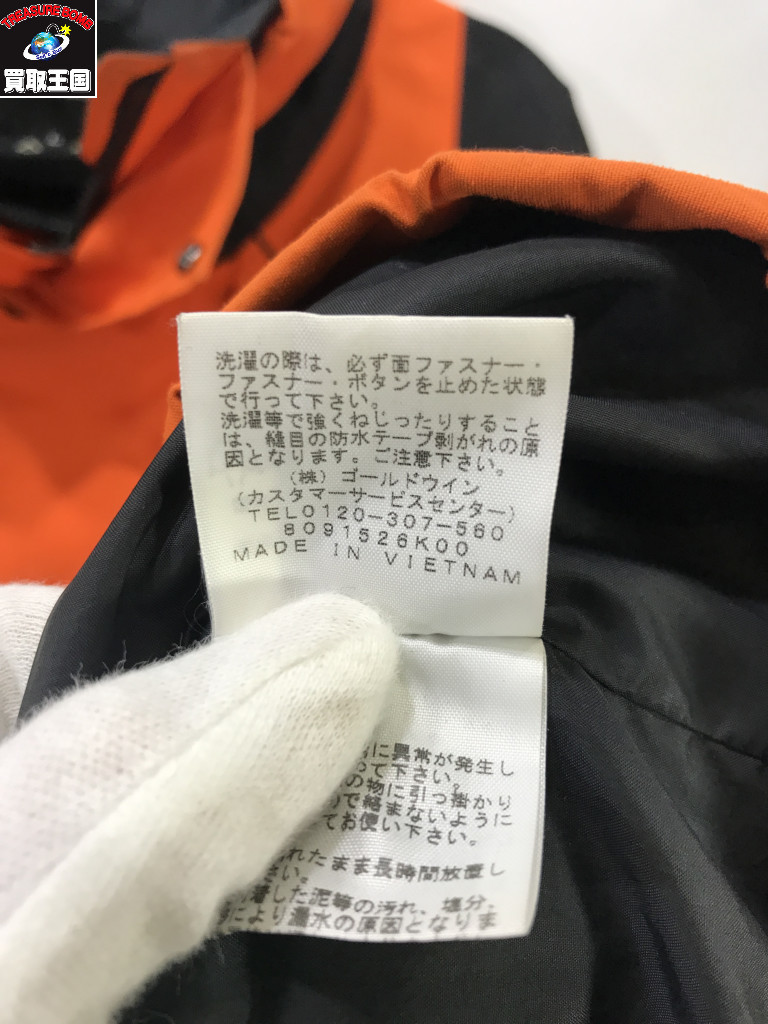 TREASURE BOMB
買取王国
洗濯の際は、必ず面ファスナー・
ファスナー・ボタンを止めた状態
で行って下さい。
洗濯等で強くねじったりすること
は、縫目の防水テープ剝がれの原
因となります。ご注意下さい。
(株)ゴールドウイン
(カスタマーサービスセンター)
TEL0120-307-560
8091526K00
MADE IN VIETNAM
に異常が発生し
って下さい。
の物に引っ掛かり
で絡まないように
てお使い下さい。
れたまま長時間放置し
さい。
着した泥等の汚れ、塩分、
により漏水の原因となりま